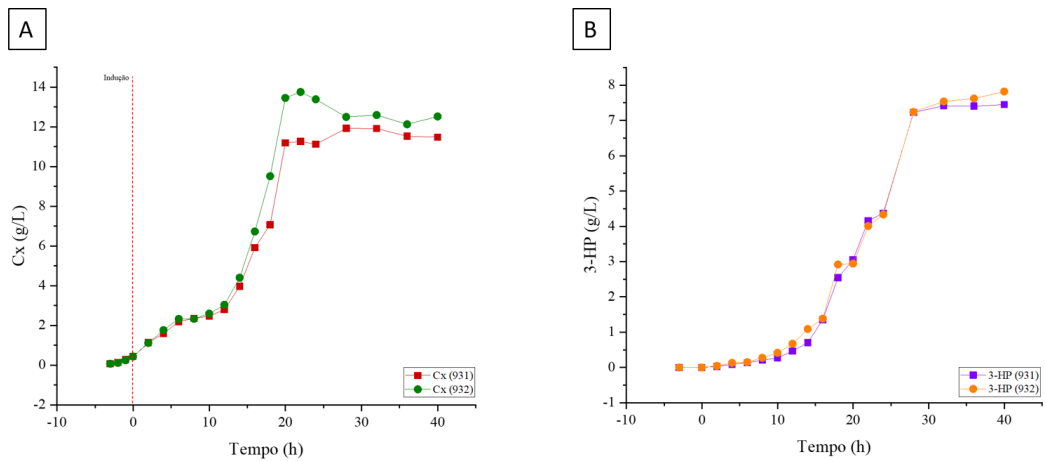 A
B
Indução
14
12
10
8
6
4
2
0
-2
-10
0
10
20
30
40
Cx (g/L)
Tempo (h)
Cx (931)
Cx (932)
8
7
6
5
4
3
2
1
0
-1
-10
0
10
20
30
40
3-HP (g/L)
Tempo (h)
3-HP (931)
3-HP (932)